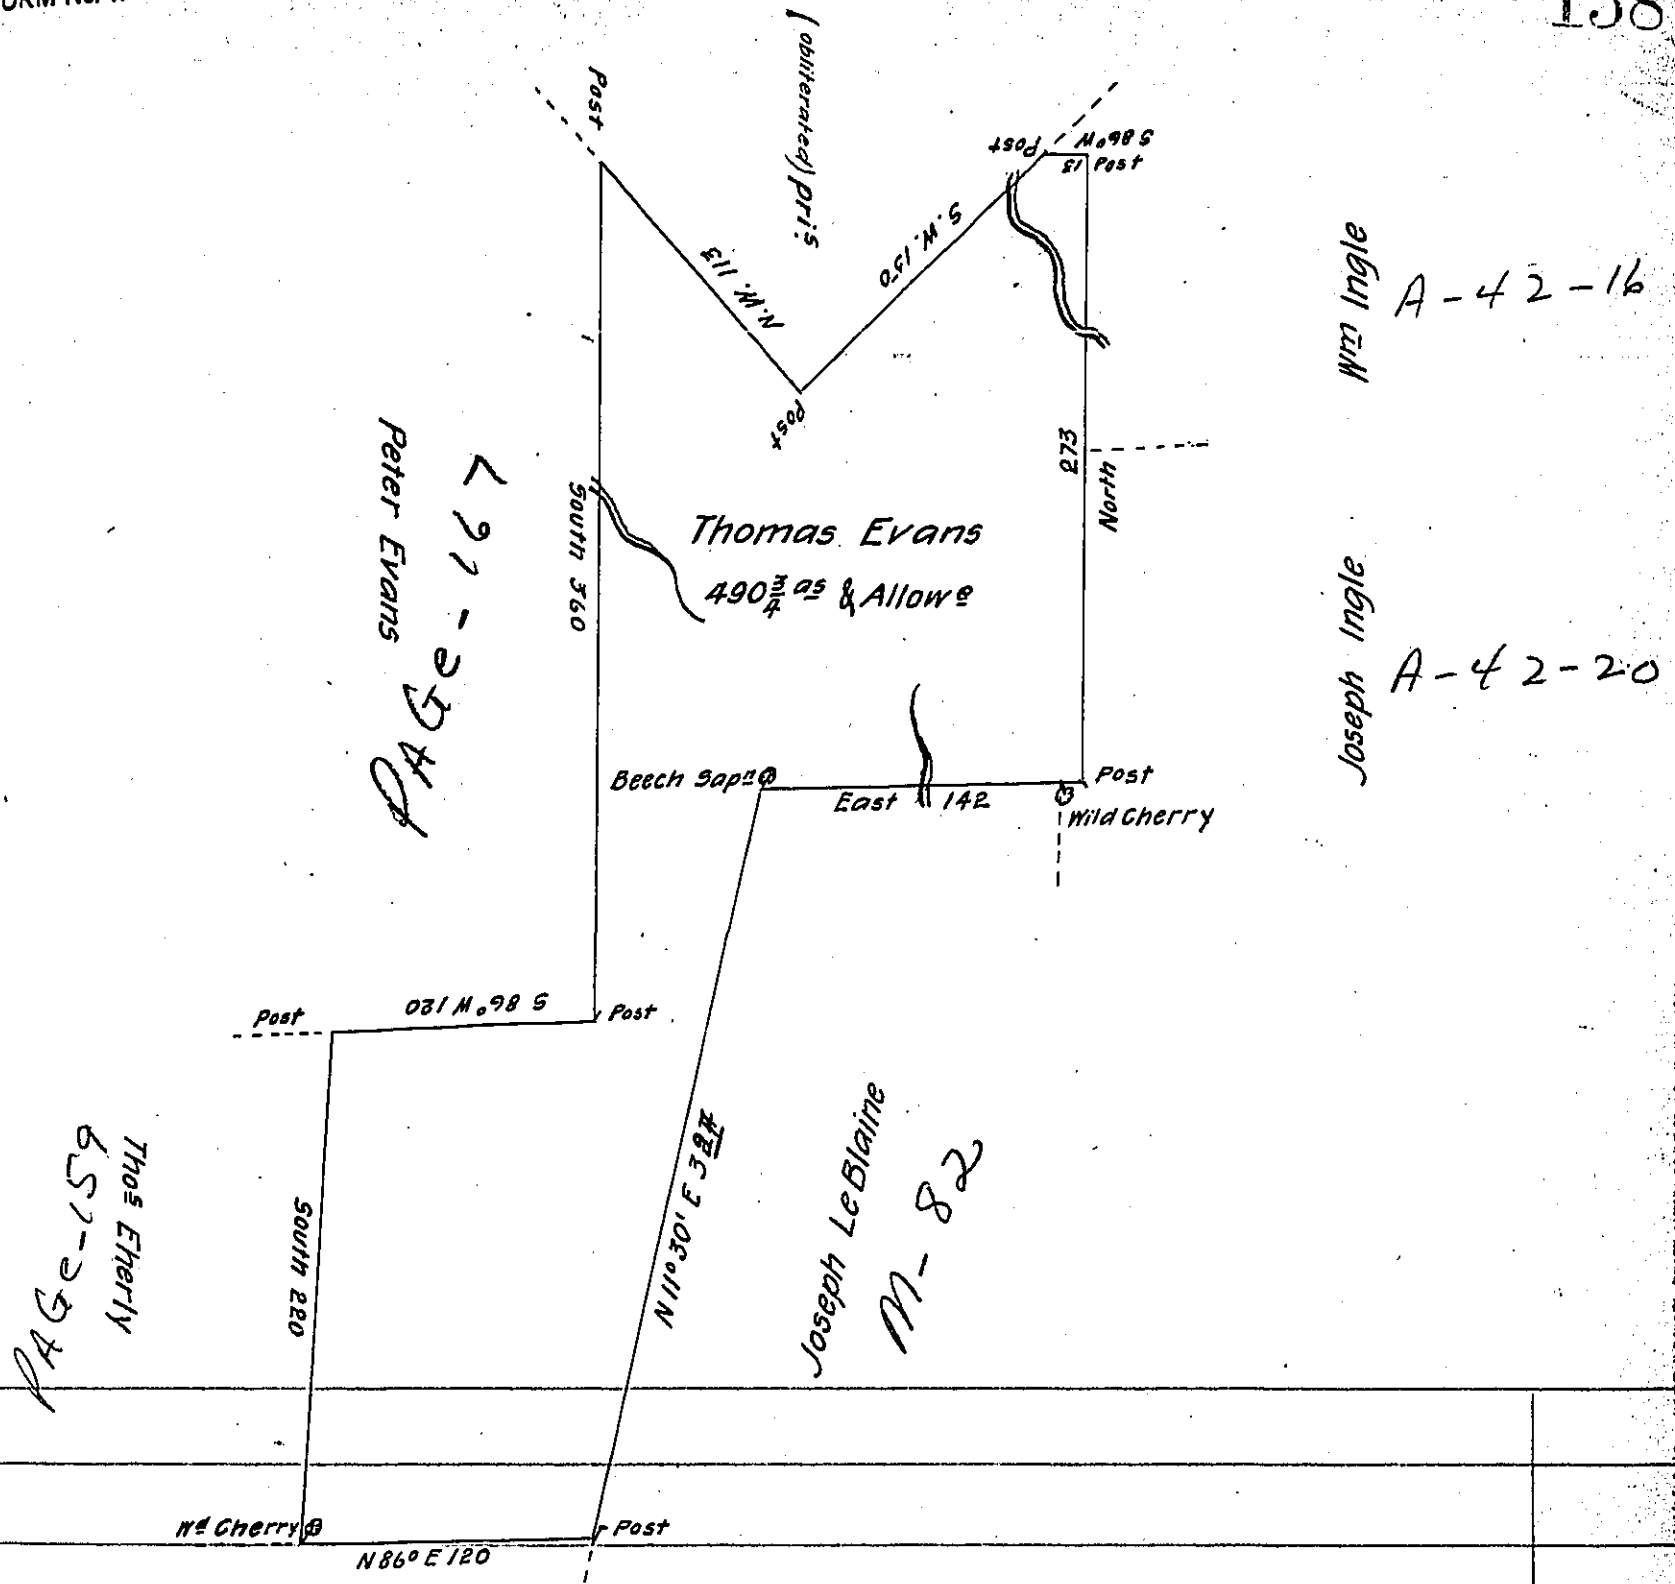 158
Post
(obliterated) pris.
Post
S 86° W
13
Post
N.W. 113
S.W. 150
Post
Wm Ingle
A-42-16
Peter Evans
PAGe-167
South 360
273
North
Thomas Evans
490¾ as & Allowe
Joseph Ingle
A-42-20
Beech Sapn
East 142
Post
Wild Cherry
Post
S 86° W 120
Post
PAGe-159
Thos Eherly
South 220
N 11° 30' E 3
Joseph LeBlaine
M-82
Wd Cherry
Post
N 86° E 120